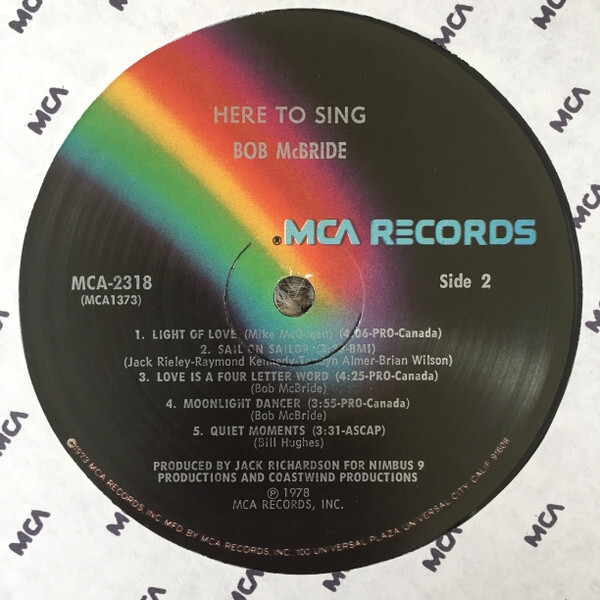 HERE TO SING
BOB McBRIDE
® MCA RECORDS
MCA-2318
(MCA1373)
Side 2
1. LIGHT OF LOVE (Mike McQueen) (4:06-PRO-Canada)
2. SAIL ON SAILOR (BMI)
(Jack Rieley-Raymond Kennedy-Tandyn Almer-Brian Wilson)
3. LOVE IS A FOUR LETTER WORD (4:25-PRO-Canada)
(Bob McBride)
4. MOONLIGHT DANCER (3:55-PRO-Canada)
(Bob McBride)
5. QUIET MOMENTS (3:31-ASCAP)
(Bill Hughes)
PRODUCED BY JACK RICHARDSON FOR NIMBUS 9
PRODUCTIONS AND COASTWIND PRODUCTIONS
℗ 1978
MCA RECORDS, INC.
©1973 MCA RECORDS, INC. MFD BY MCA RECORDS, INC., 100 UNIVERSAL PLAZA, UNIVERSAL CITY, CALIF. 91608
MCA
MCA
MCA
MCA
MCA
MCA
MCA
MCA
MCA